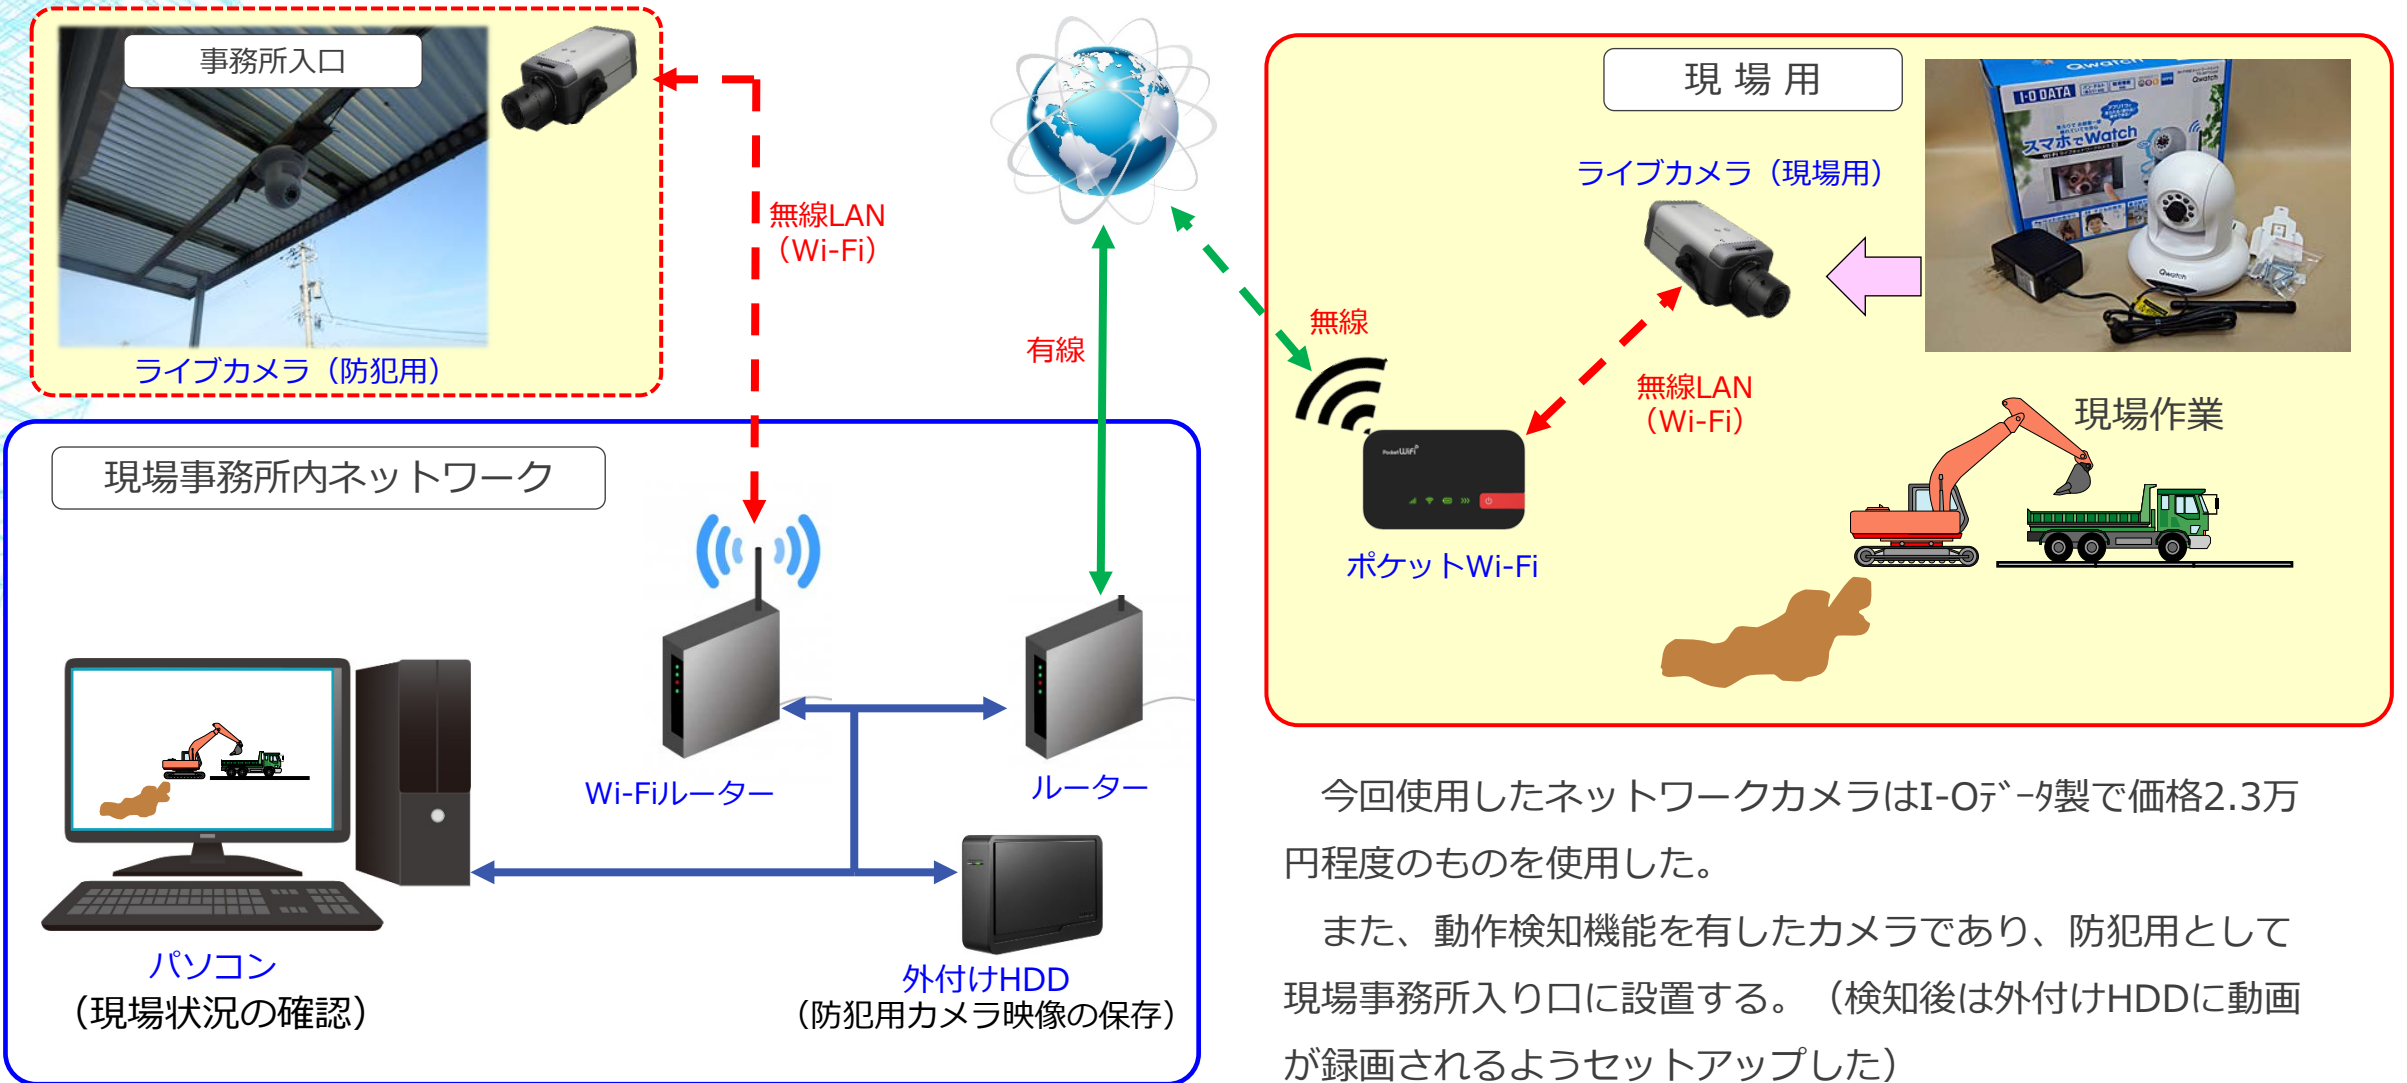 事務所入口
ライブカメラ（防犯用）
無線LAN
（Wi-Fi）
有線
無線
現 場 用
ライブカメラ（現場用）
I-O DATA
Qwatch
スマホでWatch
Qwatch
無線LAN
（Wi-Fi）
Pocket WiFi
ポケットWi-Fi
現場作業
現場事務所内ネットワーク
Wi-Fiルーター
ルーター
パソコン
（現場状況の確認）
外付けHDD
（防犯用カメラ映像の保存）
今回使用したネットワークカメラはI-Oﾃﾞｰﾀ製で価格2.3万
円程度のものを使用した。
また、動作検知機能を有したカメラであり、防犯用として
現場事務所入り口に設置する。（検知後は外付けHDDに動画
が録画されるようセットアップした）